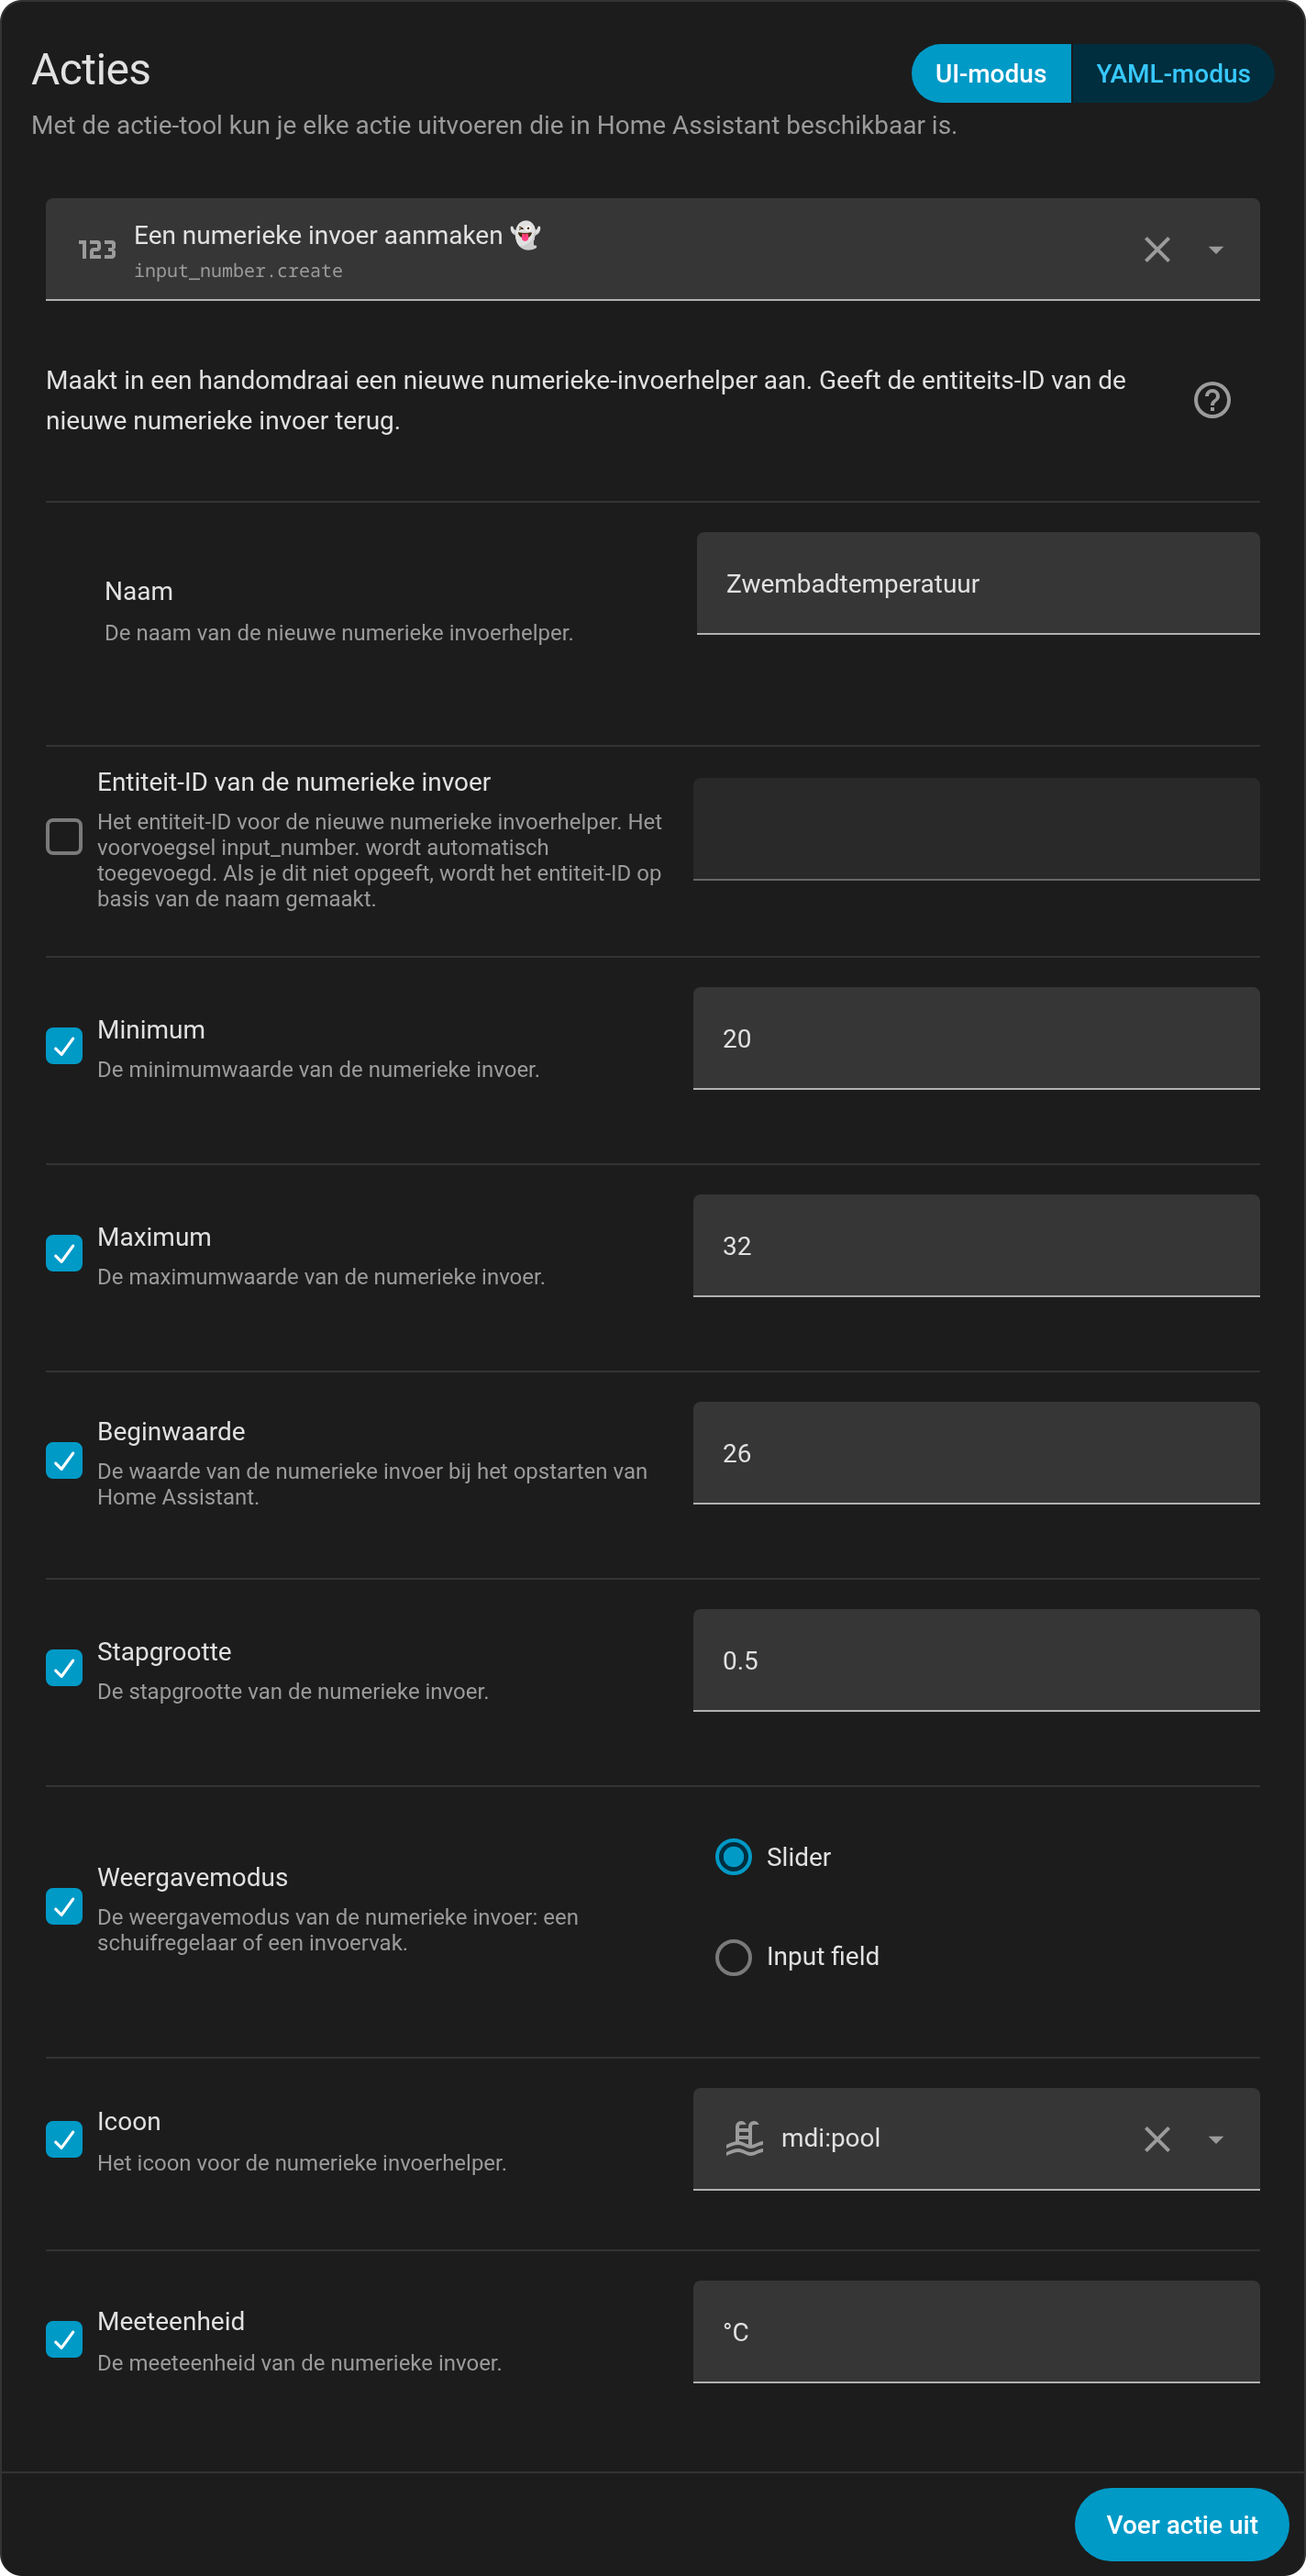 Acties
UI-modus
YAML-modus
Met de actie-tool kun je elke actie uitvoeren die in Home Assistant beschikbaar is.
123
Een numerieke invoer aanmaken 👻
input_number.create
Maakt in een handomdraai een nieuwe numerieke-invoerhelper aan. Geeft de entiteits-ID van de
nieuwe numerieke invoer terug.
Naam
De naam van de nieuwe numerieke invoerhelper.
Zwembadtemperatuur
Entiteit-ID van de numerieke invoer
Het entiteit-ID voor de nieuwe numerieke invoerhelper. Het
voorvoegsel input_number. wordt automatisch
toegevoegd. Als je dit niet opgeeft, wordt het entiteit-ID op
basis van de naam gemaakt.
Minimum
De minimumwaarde van de numerieke invoer.
20
Maximum
De maximumwaarde van de numerieke invoer.
32
Beginwaarde
De waarde van de numerieke invoer bij het opstarten van
Home Assistant.
26
Stapgrootte
De stapgrootte van de numerieke invoer.
0.5
Weergavemodus
De weergavemodus van de numerieke invoer: een
schuifregelaar of een invoervak.
Slider
Input field
Icoon
Het icoon voor de numerieke invoerhelper.
mdi:pool
Meeteenheid
De meeteenheid van de numerieke invoer.
°C
Voer actie uit